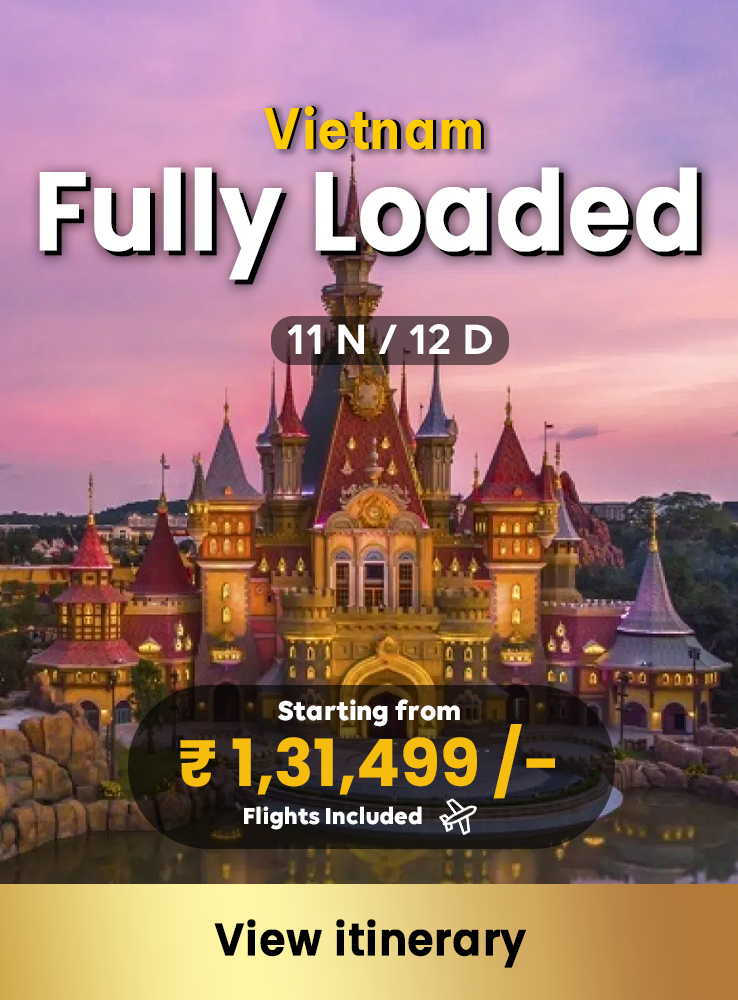 Vietnam
Fully Loaded
11 N / 12 D
Starting from
₹ 1,31,499 /-
Flights Included
View itinerary